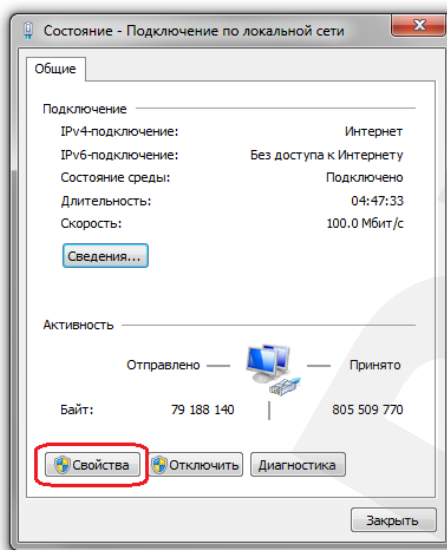 Состояние - Подключение по локальной сети
Общие
Подключение
IPv4-подключение: Интернет
IPv6-подключение: Без доступа к Интернету
Состояние среды: Подключено
Длительность: 04:47:33
Скорость: 100.0 Мбит/с
Сведения...
Активность
Отправлено — — Принято
Байт: 79 188 140 | 805 509 770
Свойства Отключить Диагностика
Закрыть